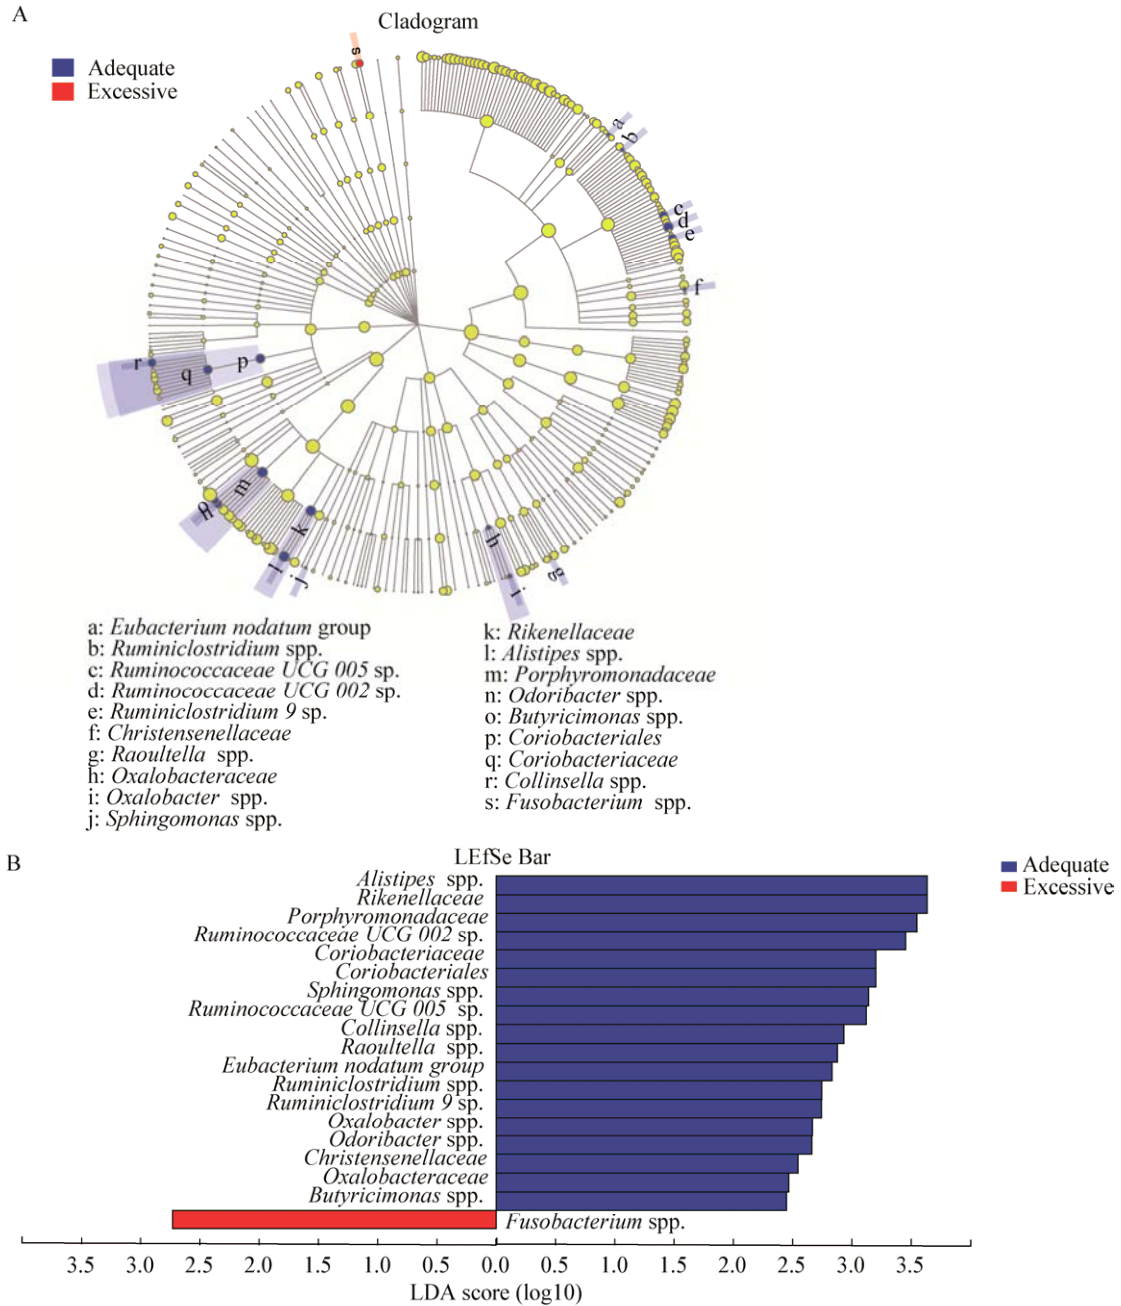 A
Cladogram
Adequate
Excessive
s
a
b
c
d
e
f
r
q
p
o
n
m
k
l
j
h
i
g
a: Eubacterium nodatum group
b: Ruminiclostridium spp.
c: Ruminococcaceae UCG 005 sp.
d: Ruminococcaceae UCG 002 sp.
e: Ruminiclostridium 9 sp.
f: Christensenellaceae
g: Raoultella spp.
h: Oxalobacteraceae
i: Oxalobacter spp.
j: Sphingomonas spp.
k: Rikenellaceae
l: Alistipes spp.
m: Porphyromonadaceae
n: Odoribacter spp.
o: Butyricimonas spp.
p: Coriobacteriales
q: Coriobacteriaceae
r: Collinsella spp.
s: Fusobacterium spp.
B
LEfSe Bar
Adequate
Excessive
Alistipes spp.
Rikenellaceae
Porphyromonadaceae
Ruminococcaceae UCG 002 sp.
Coriobacteriaceae
Coriobacteriales
Sphingomonas spp.
Ruminococcaceae UCG 005 sp.
Collinsella spp.
Raoultella spp.
Eubacterium nodatum group
Ruminiclostridium spp.
Ruminiclostridium 9 sp.
Oxalobacter spp.
Odoribacter spp.
Christensenellaceae
Oxalobacteraceae
Butyricimonas spp.
Fusobacterium spp.
3.5 3.0 2.5 2.0 1.5 1.0 0.5 0.0 0.5 1.0 1.5 2.0 2.5 3.0 3.5
LDA score (log10)